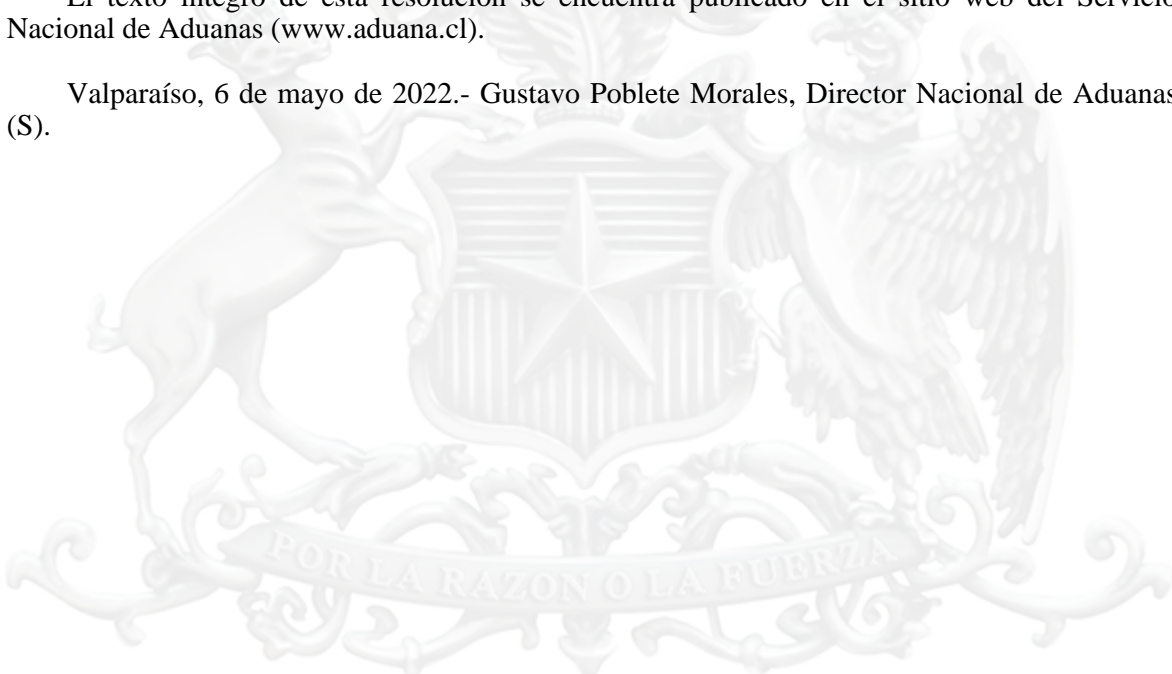 El texto íntegro de esta resolución se encuentra publicado en el sitio web del Servicio
Nacional de Aduanas (www.aduana.cl).
Valparaíso, 6 de mayo de 2022.- Gustavo Poblete Morales, Director Nacional de Aduanas
(S).
POR LA RAZON O LA FUERZA